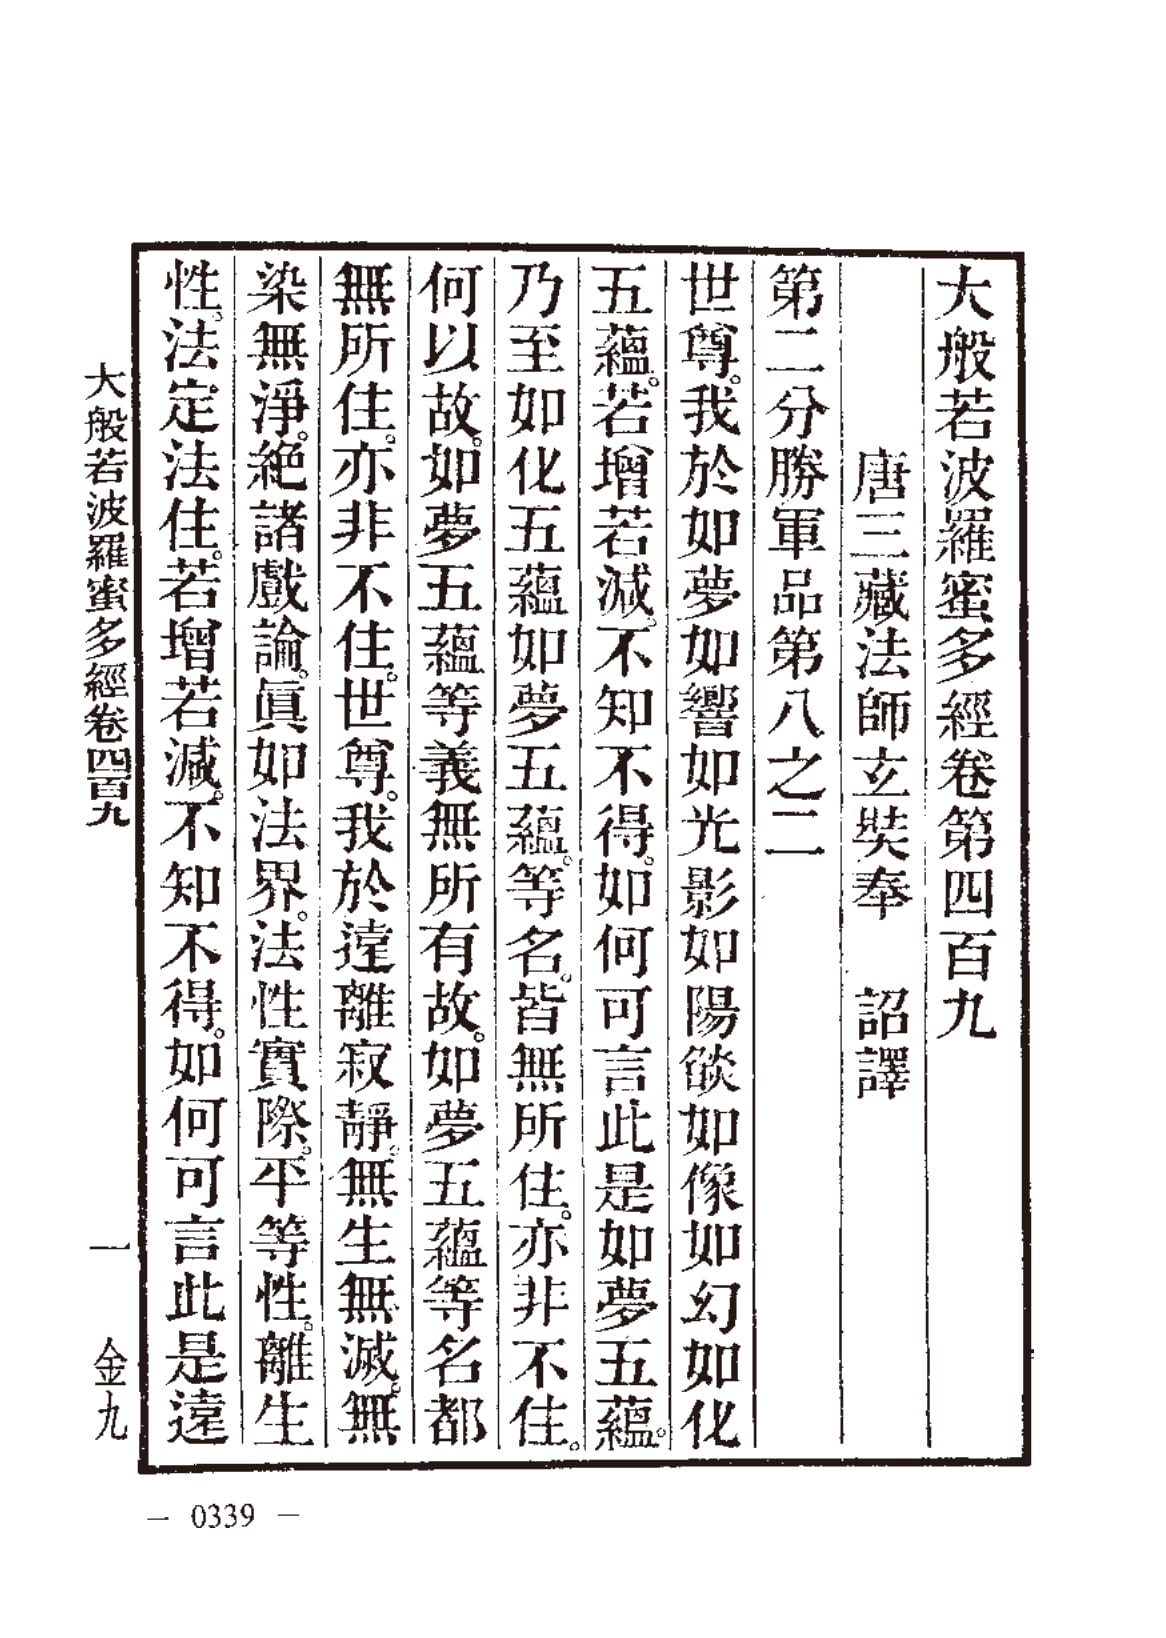 大般若波羅蜜多經卷第四百九
唐三藏法師玄奘奉　詔譯
第二分勝軍品第八之二
世尊。我於如夢如響如光影如陽燄如像如幻如化
五蘊。若增若減。不知不得。如何可言此是如夢五蘊。
乃至如化五蘊如夢五蘊。等名。皆無所住。亦非不住。
何以故。如夢五蘊等義無所有故。如夢五蘊等名都
無所住。亦非不住。世尊。我於遠離寂靜。無生無滅。無
染無淨。絕諸戲論。眞如法界。法性實際。平等性。離生
性。法定法住。若增若減。不知不得。如何可言此是遠
大般若波羅蜜多經卷四百九
一
金九
— 0339 —